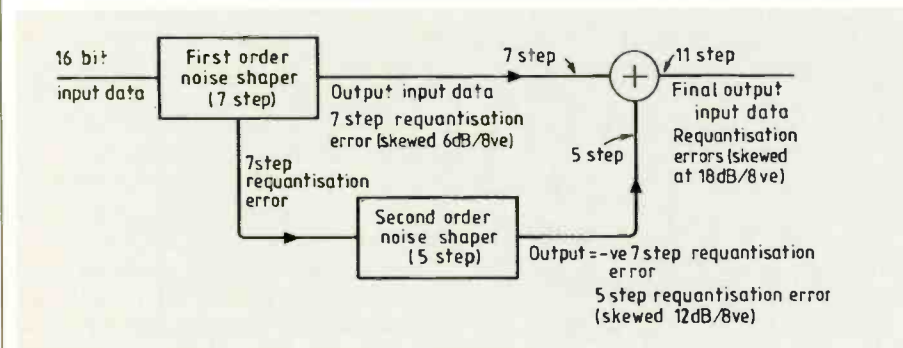 16 bit
input data
First order
noise shaper
(7 step)
7 step
11 step
Output input data
7 step requantisation
error (skewed 6dB/8ve)
Final output
input data
Requantisation
errors (skewed
at 18dB/8ve)
5 step
7step
requantisation
error
Second order
noise shaper
(5 step)
Output = -ve 7 step requantisation
error
5 step requantisation error
(skewed 12dB/8ve)